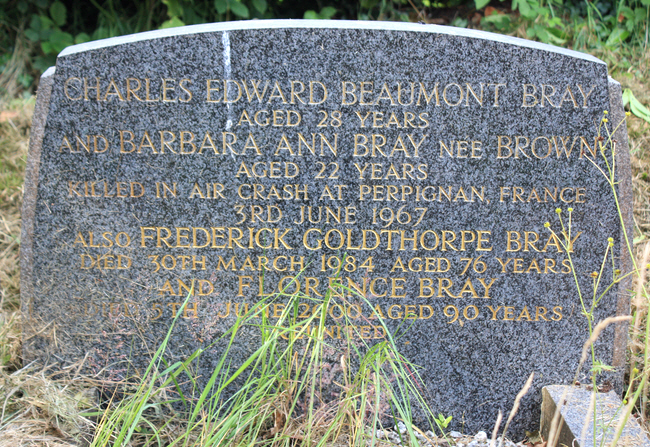 CHARLES EDWARD BEAUMONT BRAY
AGED 28 YEARS
AND BARBARA ANN BRAY NEE BROWN
AGED 22 YEARS
KILLED IN AIR CRASH AT PERPIGNAN, FRANCE
3RD JUNE 1967
ALSO FREDERICK GOLDTHORPE BRAY
DIED 30TH MARCH 1984 AGED 76 YEARS
AND FLORENCE BRAY
DIED 5TH JUNE 2000 AGED 90 YEARS
REUNITED